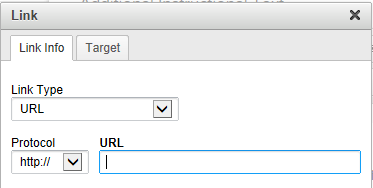 Link
Link Info Target
Link Type
URL
Protocol URL
http://